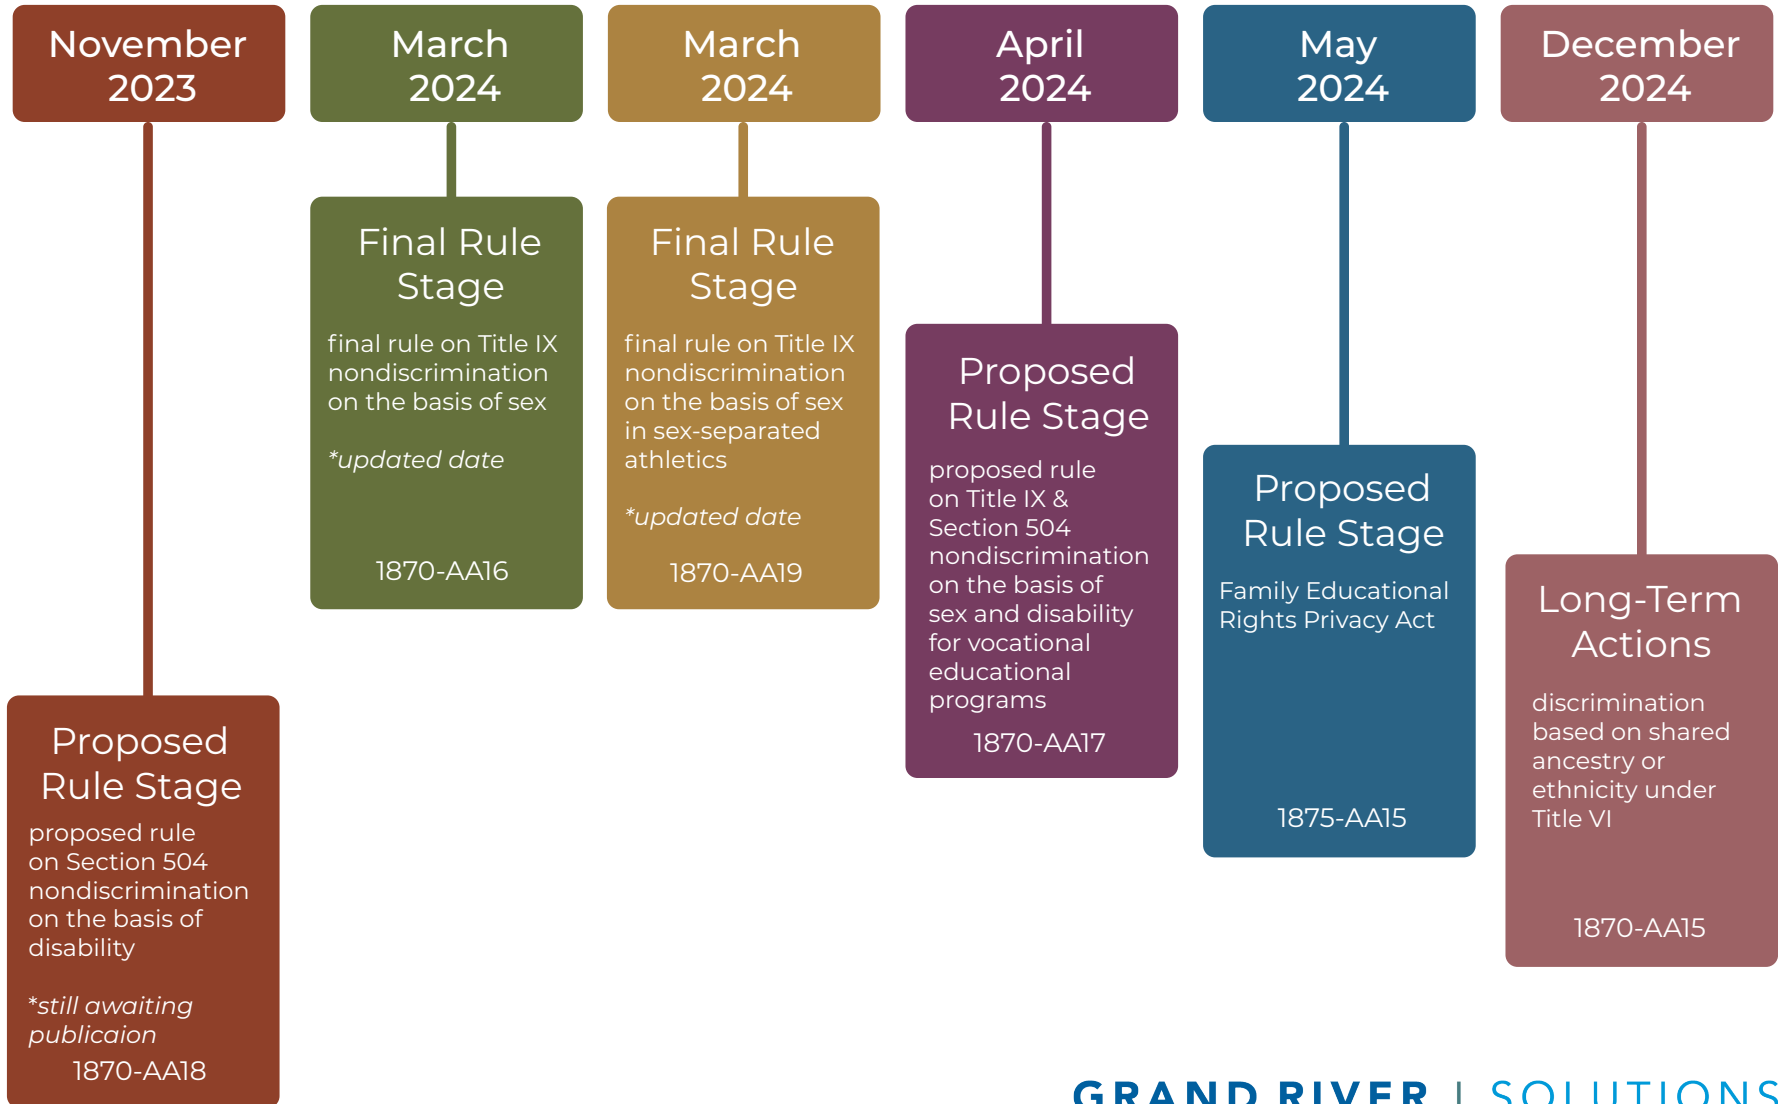 November
2023
Proposed
Rule Stage
proposed rule
on Section 504
nondiscrimination
on the basis of
disability
*still awaiting
publicaion
1870-AA18
March
2024
Final Rule
Stage
final rule on Title IX
nondiscrimination
on the basis of sex
*updated date
1870-AA16
March
2024
Final Rule
Stage
final rule on Title IX
nondiscrimination
on the basis of sex
in sex-separated
athletics
*updated date
1870-AA19
April
2024
Proposed
Rule Stage
proposed rule
on Title IX &
Section 504
nondiscrimination
on the basis of
sex and disability
for vocational
educational
programs
1870-AA17
May
2024
Proposed
Rule Stage
Family Educational
Rights Privacy Act
1875-AA15
December
2024
Long-Term
Actions
discrimination
based on shared
ancestry or
ethnicity under
Title VI
1870-AA15
GRAND RIVER | SOLUTIONS